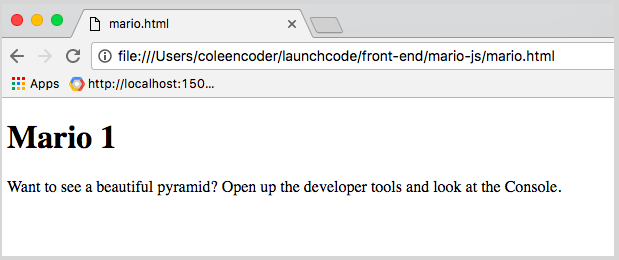 mario.html
file:///Users/coleencoder/launchcode/front-end/mario-js/mario.html
Apps http://localhost:150...
Mario 1
Want to see a beautiful pyramid? Open up the developer tools and look at the Console.